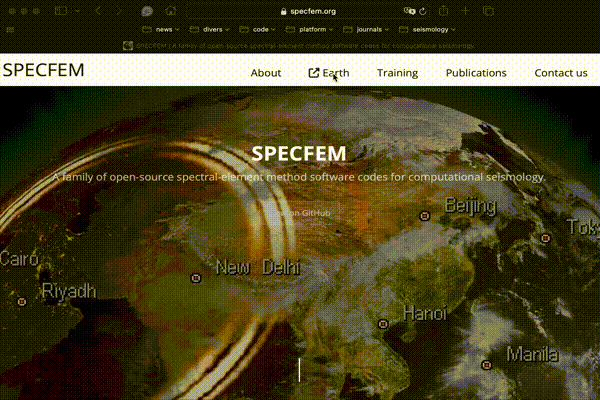 specfem.org
news divers code platform journals seismology
SPECFEM | A family of open-source spectral-element method software codes for computational seismology.
SPECFEM About Earth Training Publications Contact us
SPECFEM
A family of open-source spectral-element method software codes for computational seismology.
on GitHub
Beijing
Tok
Cairo
New Delhi
Riyadh
Hanoi
Manila